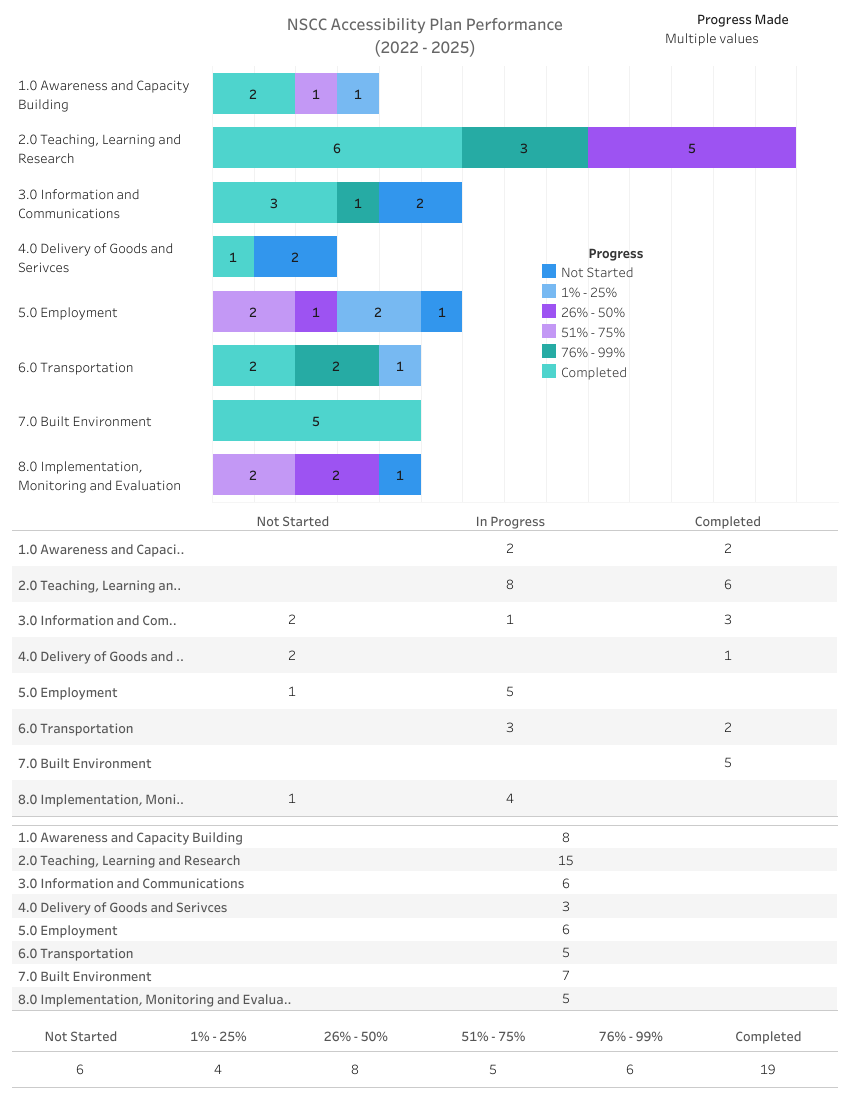 NSCC Accessibility Plan Performance
(2022 - 2025)
Progress Made
Multiple values
1.0 Awareness and Capacity
Building
2 1 1
2.0 Teaching, Learning and
Research
6 3 5
3.0 Information and
Communications
3 1 2
4.0 Delivery of Goods and
Serivces
1 2
5.0 Employment
2 1 2 1
6.0 Transportation
2 2 1
7.0 Built Environment
5
8.0 Implementation,
Monitoring and Evaluation
2 2 1
Progress
Not Started
1% - 25%
26% - 50%
51% - 75%
76% - 99%
Completed
Not Started In Progress Completed
1.0 Awareness and Capaci.. 2 2
2.0 Teaching, Learning an.. 8 6
3.0 Information and Com.. 2 1 3
4.0 Delivery of Goods and .. 2 1
5.0 Employment 1 5
6.0 Transportation 3 2
7.0 Built Environment 5
8.0 Implementation, Moni.. 1 4
1.0 Awareness and Capacity Building 8
2.0 Teaching, Learning and Research 15
3.0 Information and Communications 6
4.0 Delivery of Goods and Serivces 3
5.0 Employment 6
6.0 Transportation 5
7.0 Built Environment 7
8.0 Implementation, Monitoring and Evalua.. 5
Not Started 1% - 25% 26% - 50% 51% - 75% 76% - 99% Completed
6 4 8 5 6 19